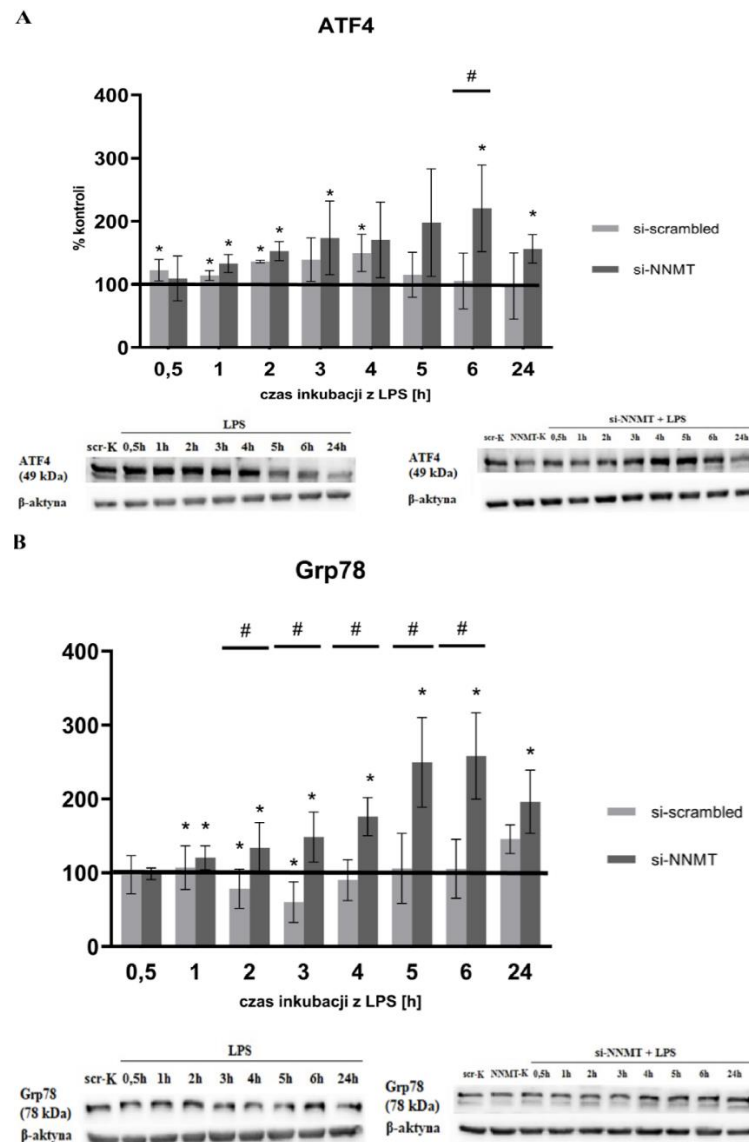 A
ATF4
#
400
300
200
100
0
% kontroli
* * * * * * * * *
si-scrambled
si-NNMT
0,5 1 2 3 4 5 6 24
czas inkubacji z LPS [h]
LPS
scr-K 0,5h 1h 2h 3h 4h 5h 6h 24h
ATF4
(49 kDa)
β-aktyna
si-NNMT + LPS
scr-K NNMT-K 0,5h 1h 2h 3h 4h 5h 6h 24h
ATF4
(49 kDa)
β-aktyna
B
Grp78
# # # # #
400
300
200
100
0
* * * * * * * * * *
si-scrambled
si-NNMT
0,5 1 2 3 4 5 6 24
czas inkubacji z LPS [h]
LPS
scr-K 0,5h 1h 2h 3h 4h 5h 6h 24h
Grp78
(78 kDa)
β-aktyna
si-NNMT + LPS
scr-K NNMT-K 0,5h 1h 2h 3h 4h 5h 6h 24h
Grp78
(78 kDa)
β-aktyna